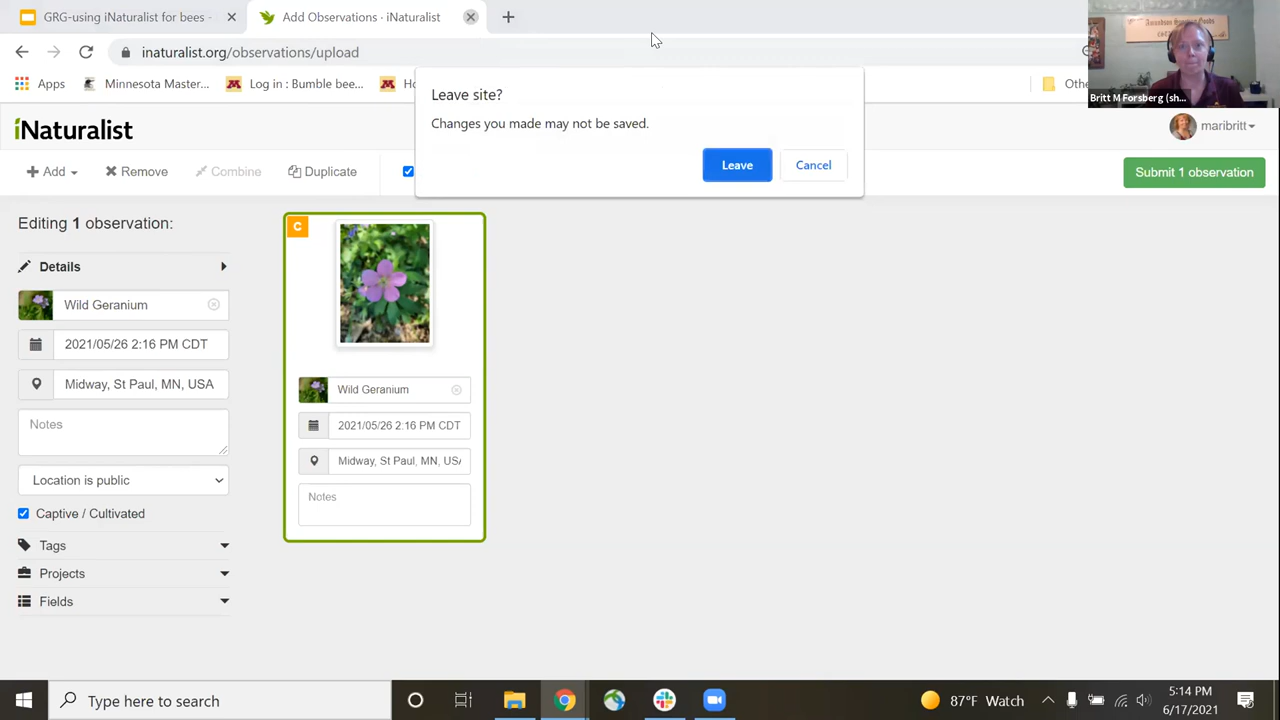 GRG-using iNaturalist for bees -
Add Observations · iNaturalist
inaturalist.org/observations/upload
Apps
Minnesota Master...
Log in : Bumble bee...
Leave site?
Changes you made may not be saved.
Leave
Cancel
Britt M Forsberg (sh...
iNaturalist
maribritt
Add
Remove
Combine
Duplicate
Submit 1 observation
Editing 1 observation:
Details
Wild Geranium
2021/05/26 2:16 PM CDT
Midway, St Paul, MN, USA
Notes
Location is public
Captive / Cultivated
Tags
Projects
Fields
C
Wild Geranium
2021/05/26 2:16 PM CDT
Midway, St Paul, MN, US
Notes
Type here to search
87°F Watch
5:14 PM
6/17/2021